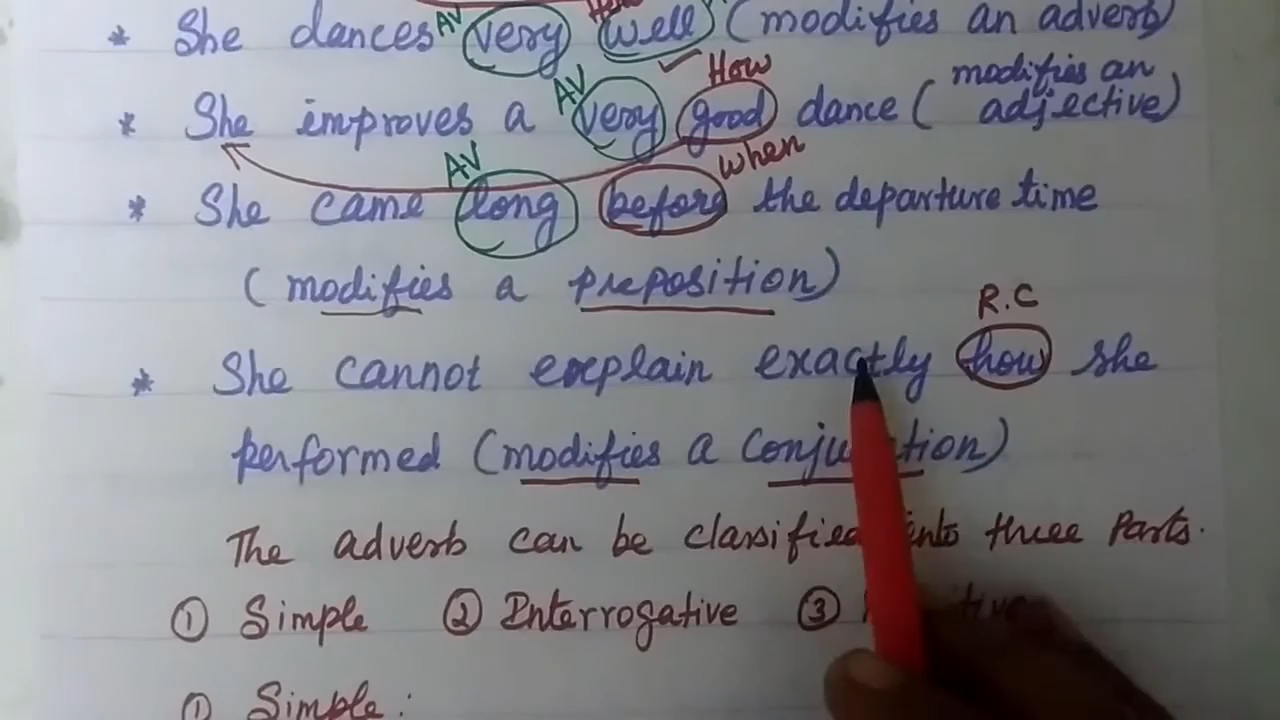 * She dances very well (modifies an adverb
AV
AV How modifies an
* She improves a very good dance ( adjective)
AV when
* She came long before the departure time
(modifies a preposition)
R.C
* She cannot explain exactly how she
performed (modifies a conjunction)
The adverb can be classified into three Parts.
① Simple ② Interrogative ③
① Simple :